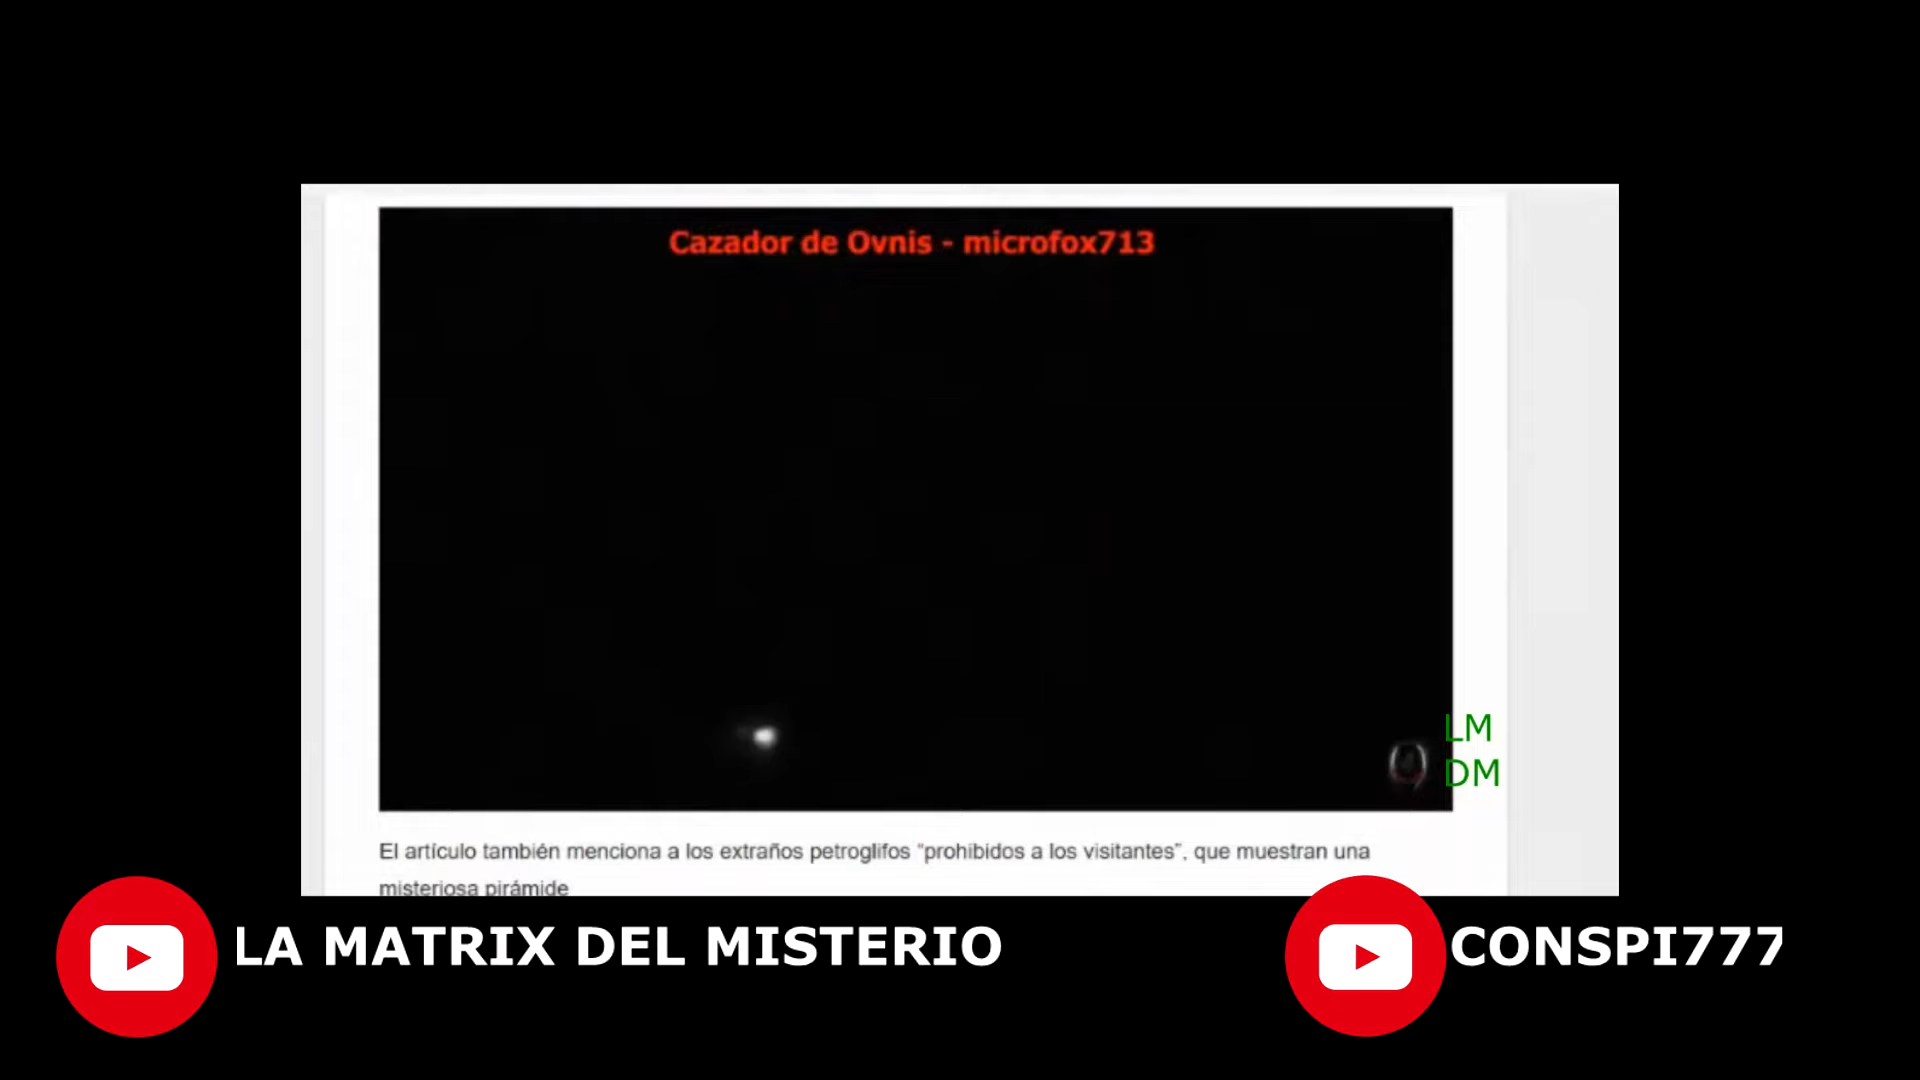 Cazador de Ovnis - microfox713
LM
DM
El artículo también menciona a los extraños petroglifos “prohibidos a los visitantes”, que muestran una
misteriosa pirámide
LA MATRIX DEL MISTERIO
CONSPI777